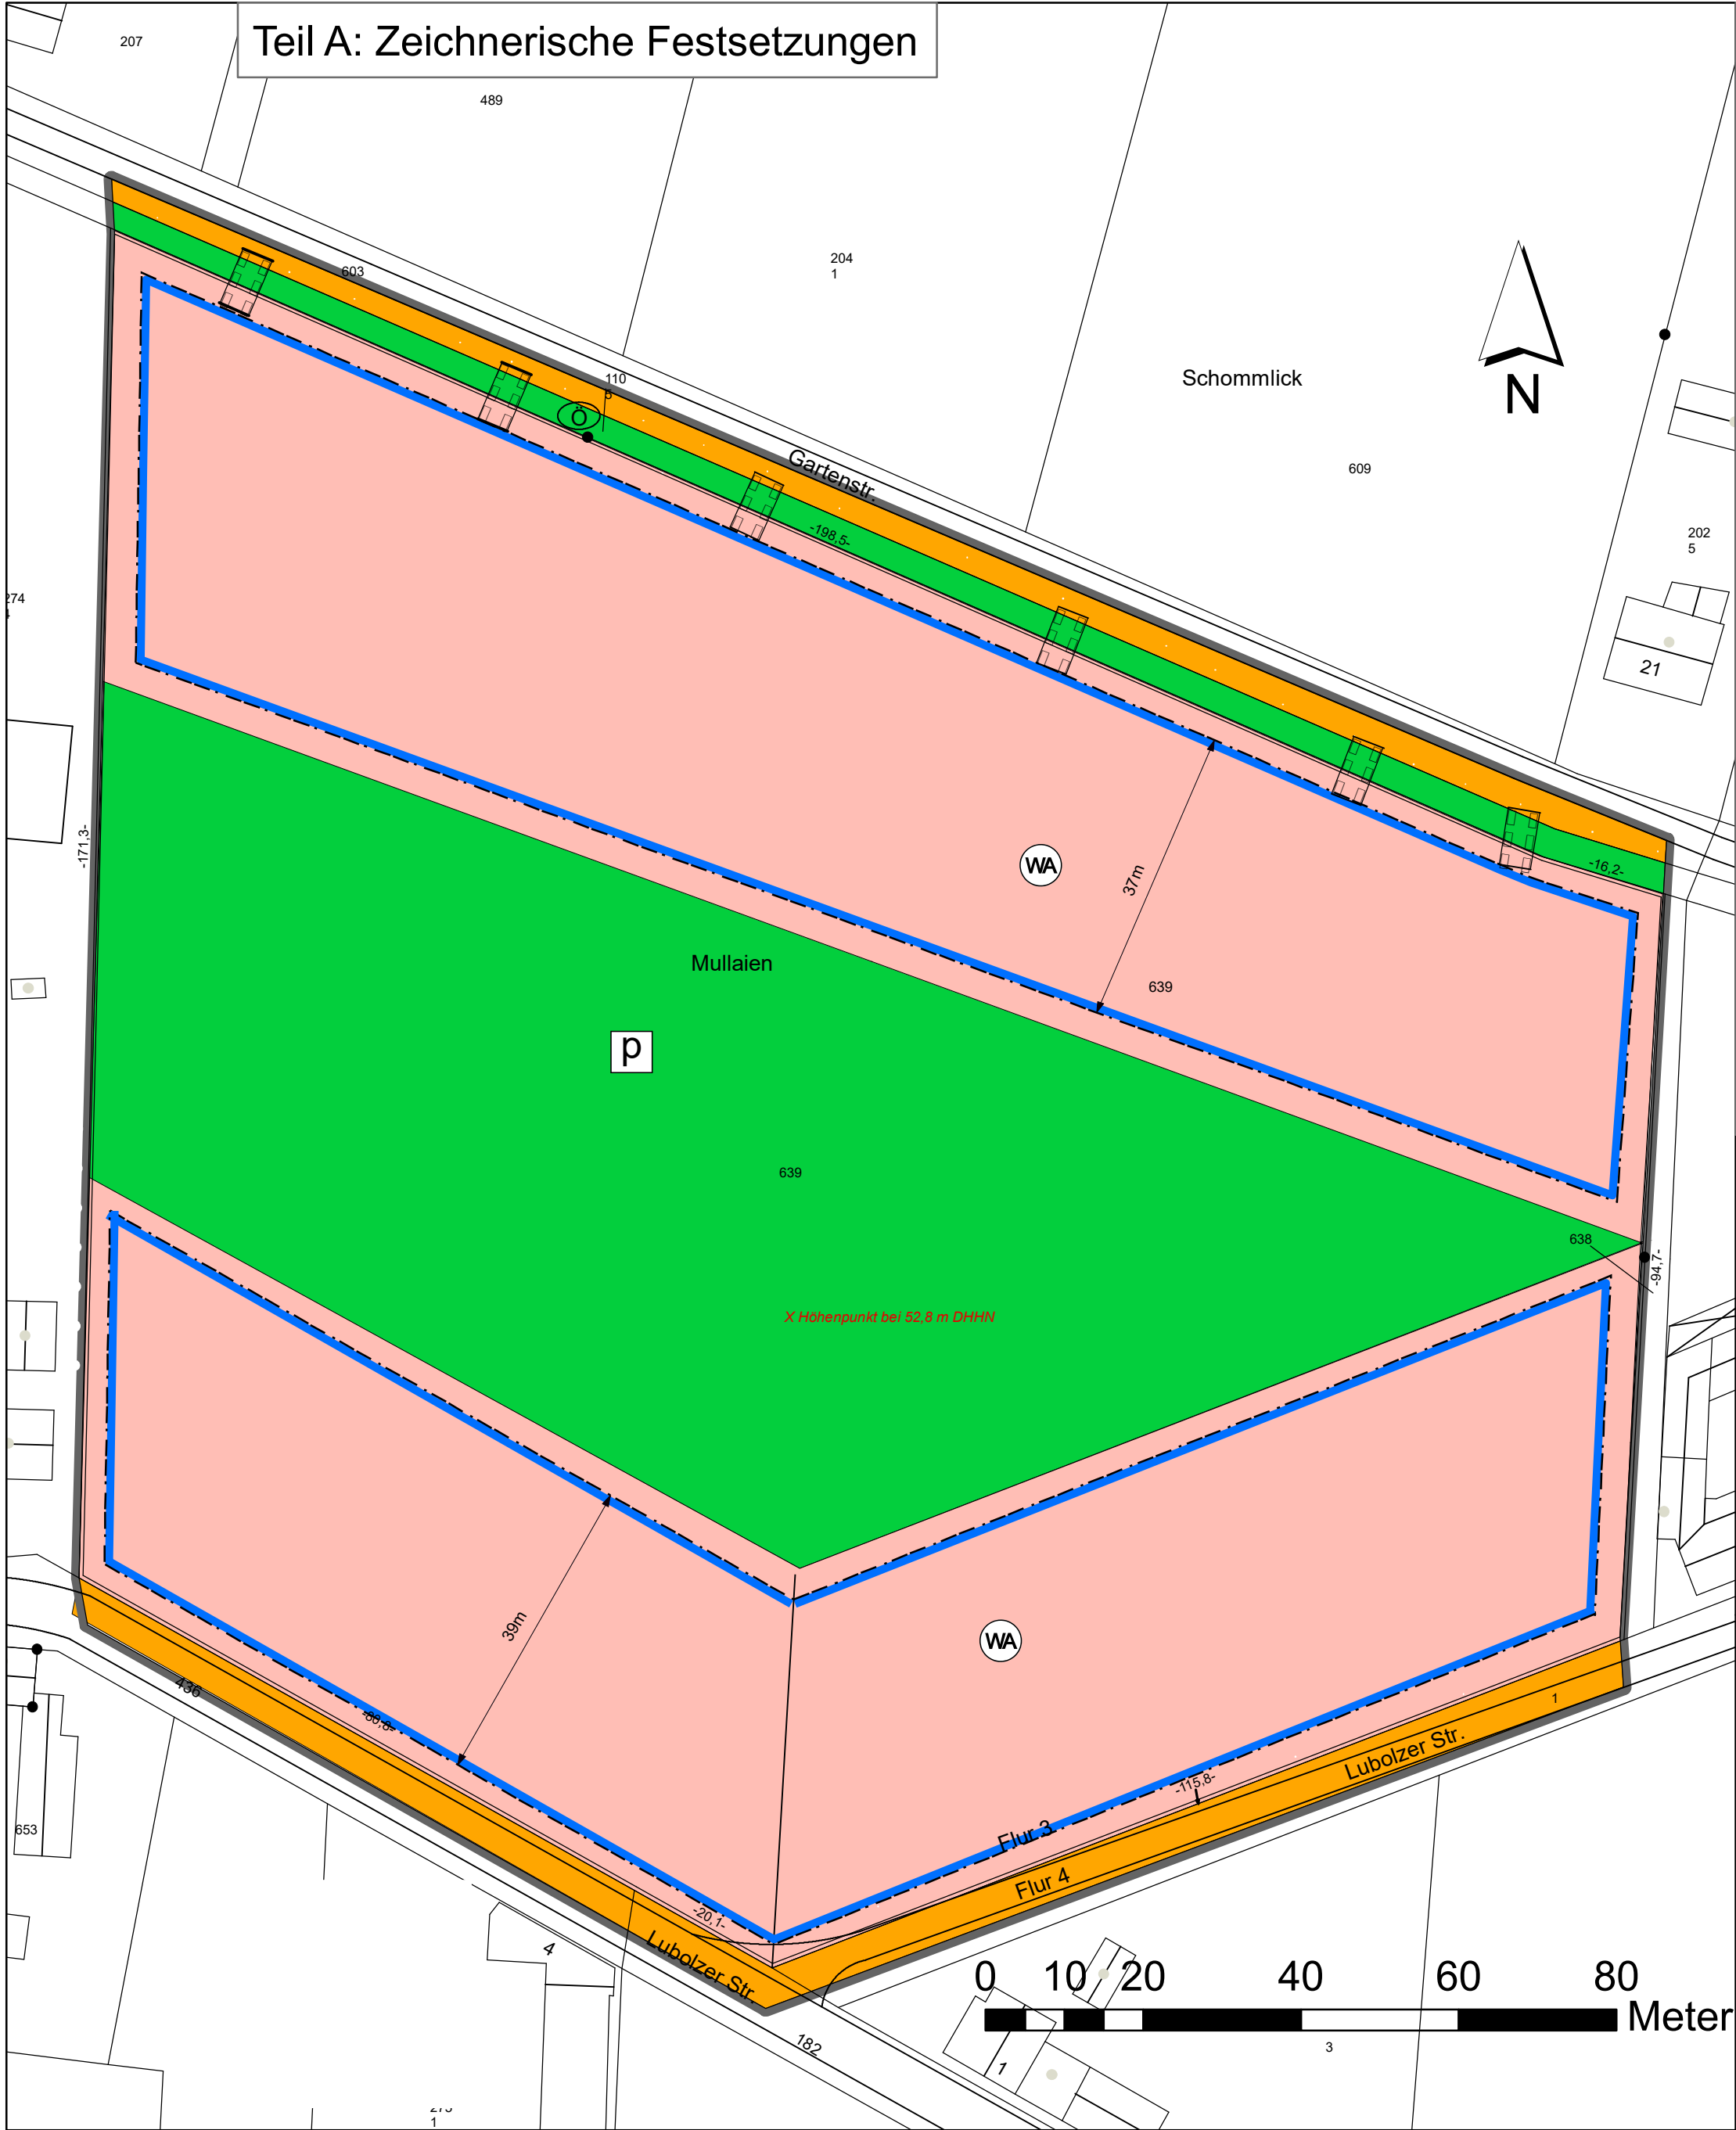 Teil A: Zeichnerische Festsetzungen
207
489
603
204
1
Schommlick
N
110
5
Ö
Gartenstr.
609
-198,5-
202
5
274
21
-171,3-
-16,2-
WA
37m
Mullaien
639
p
639
638
-94,7-
X Höhenpunkt bei 52,8 m DHHN
39m
WA
436
-80,8-
1
Lubolzer Str.
-115,8-
653
Flur 3
Flur 4
-20,1-
4
Lubolzer Str.
0 10 20 40 60 80
Meter
182
3
1
1